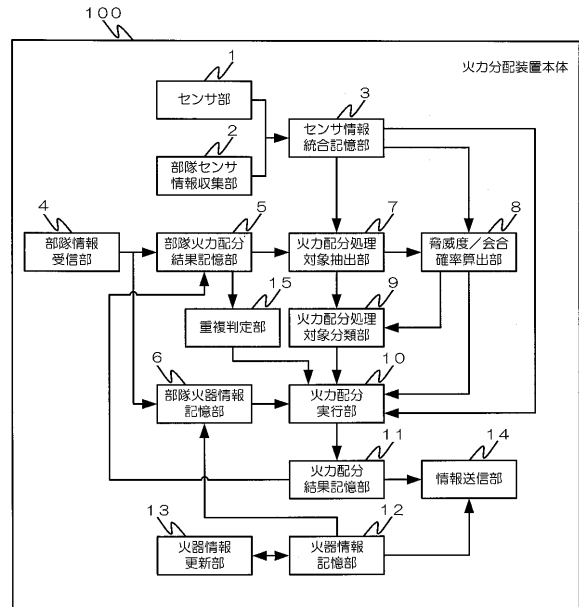 100
火力分配装置本体
1
センサ部
2
部隊センサ
情報収集部
3
センサ情報
統合記憶部
4
部隊情報
受信部
5
部隊火力配分
結果記憶部
7
火力配分処理
対象抽出部
8
脅威度／会合
確率算出部
15
重複判定部
9
火力配分処理
対象分類部
6
部隊火器情報
記憶部
10
火力配分
実行部
11
火力配分
結果記憶部
14
情報送信部
13
火器情報
更新部
12
火器情報
記憶部